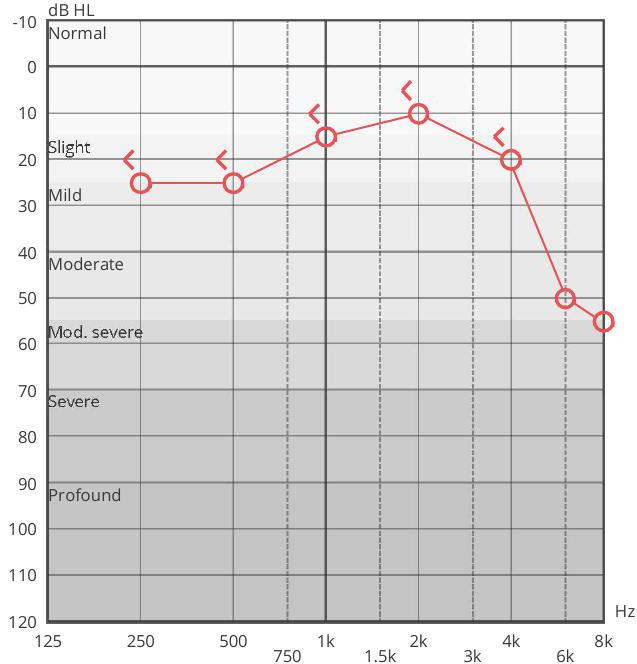 dB HL
-10
Normal
0
10
Slight
20
Mild
30
40
Moderate
50
Mod. severe
60
70
Severe
80
90
Profound
100
110
120
Hz
125 250 500 1k 2k 4k 8k
750 1.5k 3k 6k